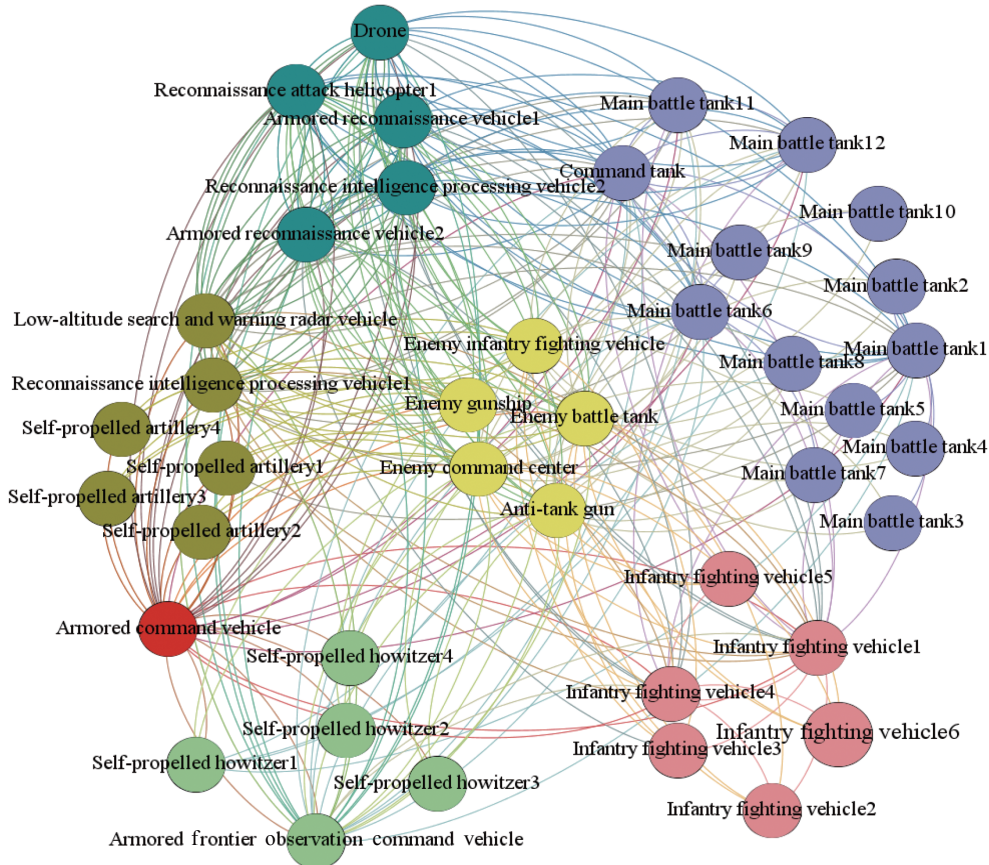 Drone
Reconnaissance attack helicopter1
Armored reconnaissance vehicle1
Reconnaissance intelligence processing vehicle2
Armored reconnaissance vehicle2
Main battle tank11
Main battle tank12
Command tank
Main battle tank10
Main battle tank9
Main battle tank2
Main battle tank6
Main battle tank1
Main battle tank8
Main battle tank5
Main battle tank4
Main battle tank7
Main battle tank3
Low-altitude search and warning radar vehicle
Reconnaissance intelligence processing vehicle1
Self-propelled artillery4
Self-propelled artillery1
Self-propelled artillery3
Self-propelled artillery2
Enemy infantry fighting vehicle
Enemy gunship
Enemy battle tank
Enemy command center
Anti-tank gun
Armored command vehicle
Self-propelled howitzer4
Self-propelled howitzer2
Self-propelled howitzer1
Self-propelled howitzer3
Armored frontier observation command vehicle
Infantry fighting vehicle5
Infantry fighting vehicle1
Infantry fighting vehicle4
Infantry fighting vehicle6
Infantry fighting vehicle3
Infantry fighting vehicle2